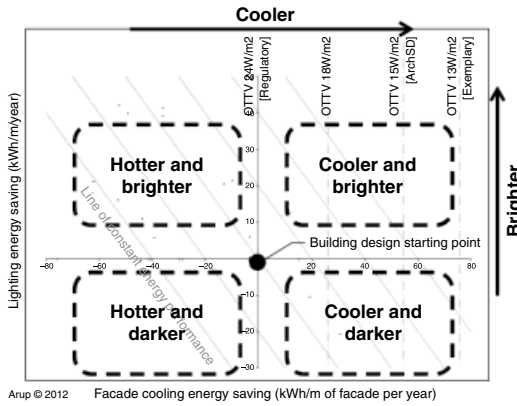 Cooler
OTTV 24W/m2
[Regulatory]
OTTV 18W/m2
OTTV 15W/m2
[ArchSD]
OTTV 13W/m2
[Exemplary]
Lighting energy saving (kWh/m/year)
Brighter
Hotter and
brighter
Cooler and
brighter
30
20
10
Line of constant energy performance
Building design starting point
−60
−40
−20
20
40
60
80
Hotter and
darker
Cooler and
darker
−10
−20
−30
Arup © 2012
Facade cooling energy saving (kWh/m of facade per year)